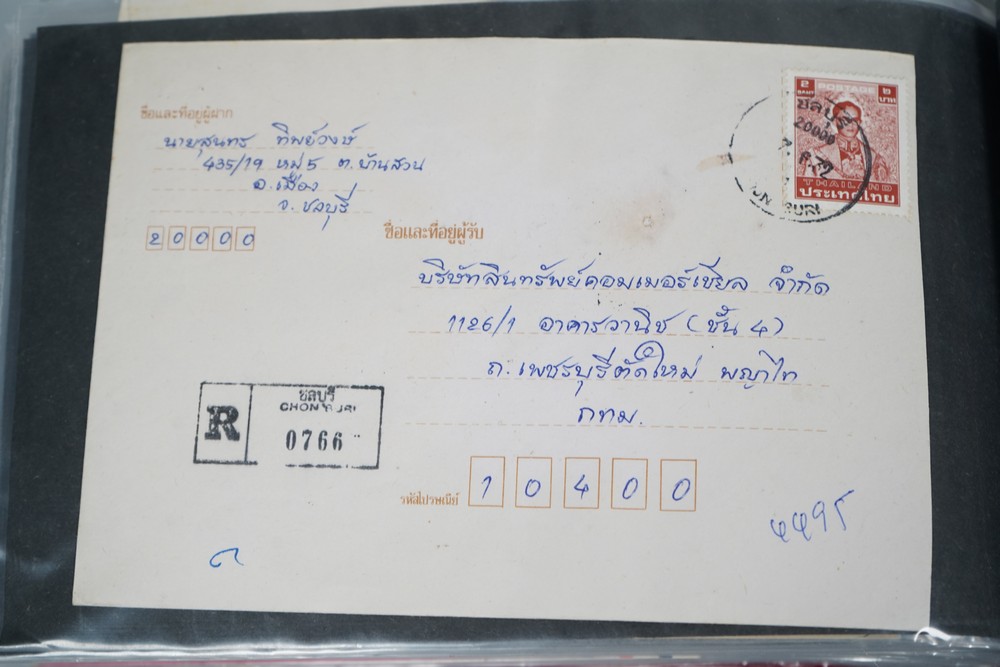 ชื่อและที่อยู่ผู้ฝาก
นายสุนทร ทิพย์วงษ์
435/19 หมู่ 5 ต.บ้านสวน
อ.เมือง
จ.ชลบุรี
20000
๒ BAHT POSTAGE ๒ บาท
THAILAND
ประเทศไทย
ชลบุรี
20000
ชื่อและที่อยู่ผู้รับ
บริษัทสินทรัพย์คอมเมอร์เชียล จำกัด
1126/1 อาคารวานิช (ชั้น 4)
ถ.เพชรบุรีตัดใหม่ พญาไท
กทม.
R
ชลบุรี
CHON BURI
0766
รหัสไปรษณีย์ 10400